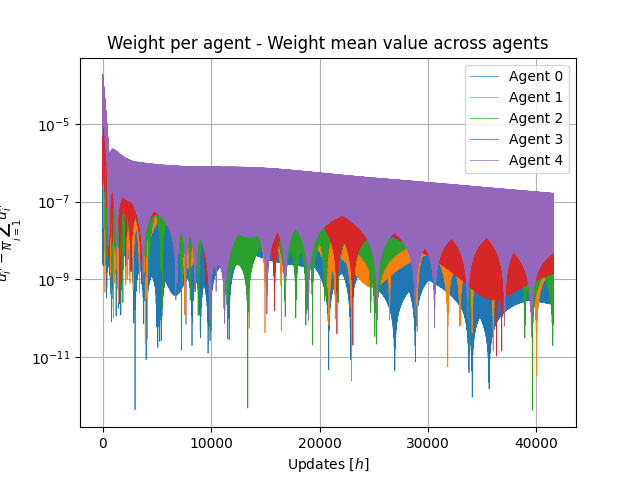 Weight per agent - Weight mean value across agents
Agent 0
Agent 1
Agent 2
Agent 3
Agent 4
10⁻⁵
10⁻⁷
10⁻⁹
10⁻¹¹
0 10000 20000 30000 40000
Updates [h]